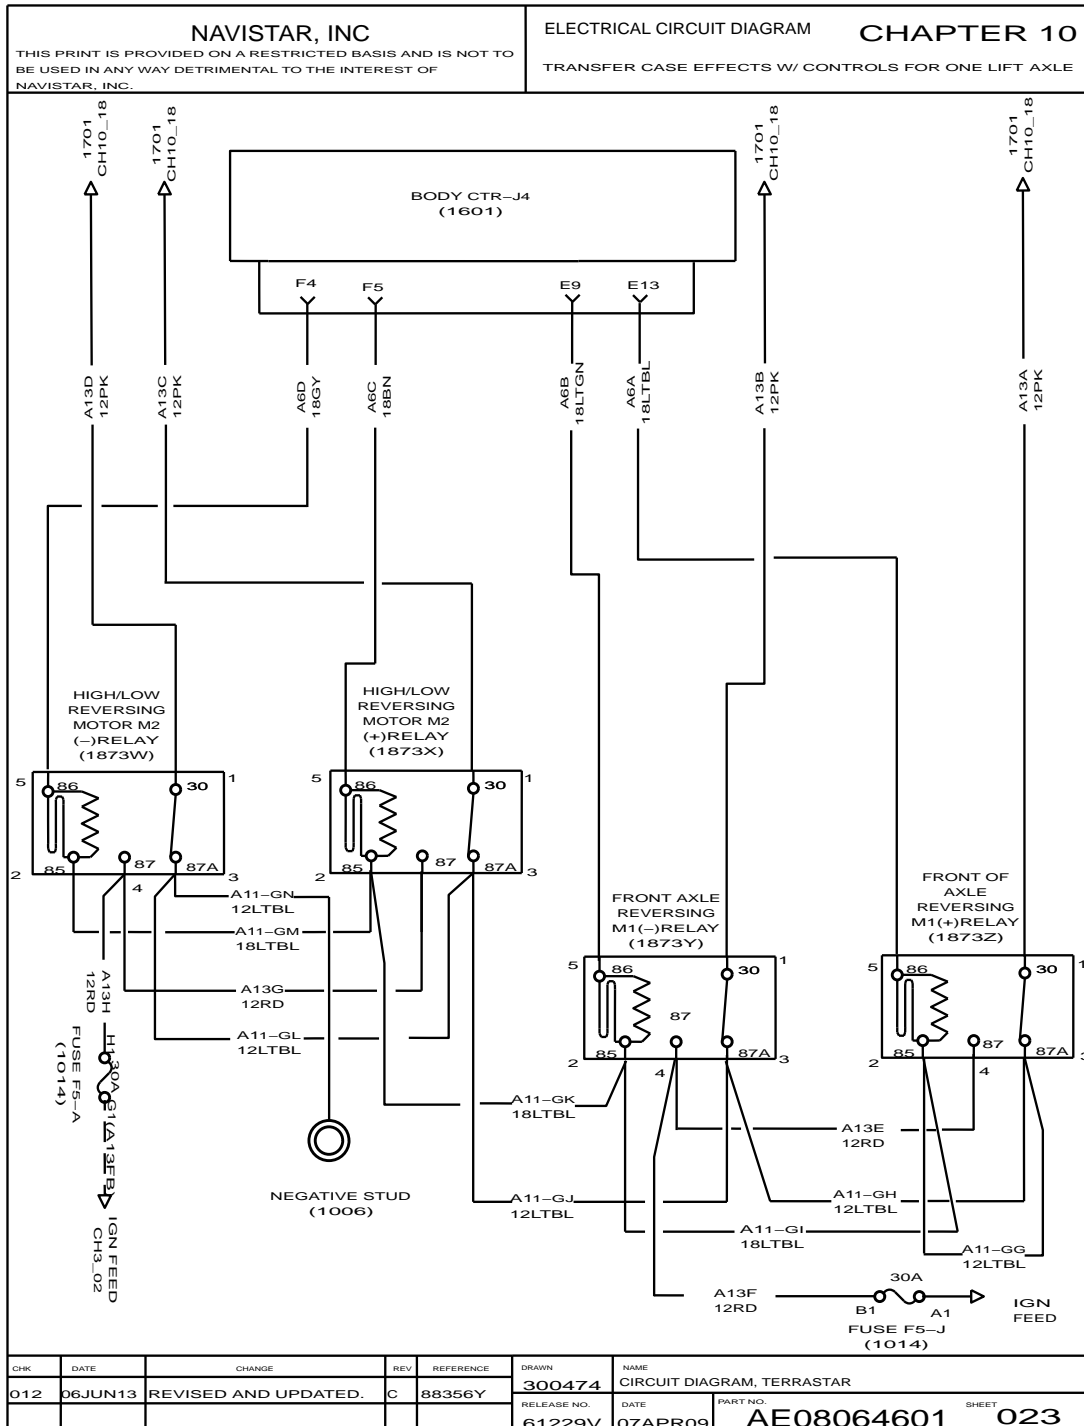 NAVISTAR, INC
THIS PRINT IS PROVIDED ON A RESTRICTED BASIS AND IS NOT TO
BE USED IN ANY WAY DETRIMENTAL TO THE INTEREST OF
NAVISTAR, INC.
ELECTRICAL CIRCUIT DIAGRAM
CHAPTER 10
TRANSFER CASE EFFECTS W/ CONTROLS FOR ONE LIFT AXLE
1701
CH10_18
1701
CH10_18
1701
CH10_18
1701
CH10_18
BODY CTR–J4
(1601)
F4
F5
E9
E13
A13D
12PK
A13C
12PK
A6D
18GY
A6C
18BN
A6B
18LTGN
A6A
18LTBL
A13B
12PK
A13A
12PK
HIGH/LOW
REVERSING
MOTOR M2
(–)RELAY
(1873W)
HIGH/LOW
REVERSING
MOTOR M2
(+)RELAY
(1873X)
5
86
30
1
2
85
87
87A
3
4
5
86
30
1
2
85
87
87A
3
FRONT AXLE
REVERSING
M1(–)RELAY
(1873Y)
FRONT OF
AXLE
REVERSING
M1(+)RELAY
(1873Z)
5
86
30
1
87
2
85
87A
3
4
5
86
30
1
2
85
87
87A
3
4
A11–GN
12LTBL
A11–GM
18LTBL
A13G
12RD
A11–GL
12LTBL
A13H
12RD
H1
30A
G1(A13FB)
FUSE F5–A
(1014)
IGN FEED
CH3_02
NEGATIVE STUD
(1006)
A11–GK
18LTBL
A11–GJ
12LTBL
A13E
12RD
A11–GH
12LTBL
A11–GI
18LTBL
A11–GG
12LTBL
A13F
12RD
30A
B1
A1
FUSE F5–J
(1014)
IGN
FEED
CHK
DATE
CHANGE
REV
REFERENCE
012
06JUN13
REVISED AND UPDATED.
C
88356Y
DRAWN
300474
NAME
CIRCUIT DIAGRAM, TERRASTAR
RELEASE NO.
61229V
DATE
07APR09
PART NO.
AE08064601
SHEET
023